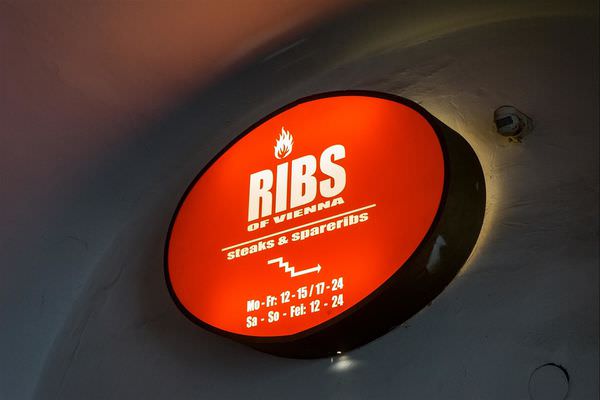 RIBS
OF VIENNA
steaks & spareribs
Mo - Fr: 12 - 15 / 17 - 24
Sa - So - Fei: 12 - 24